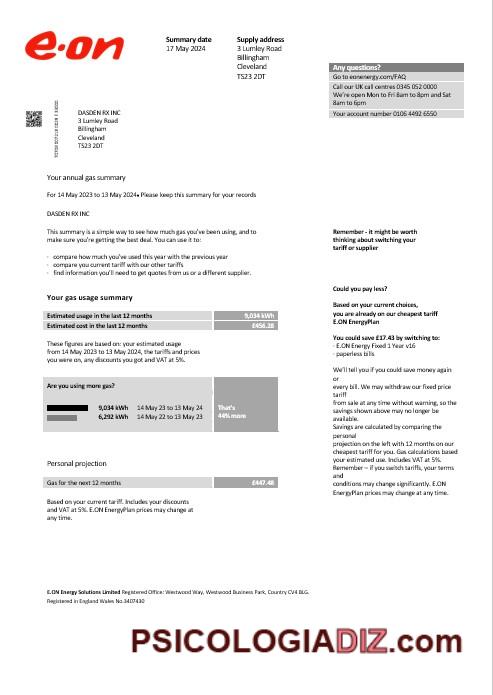 e·on
Summary date
17 May 2024
Supply address
3 Lumley Road
Billingham
Cleveland
TS23 2DT
Any questions?
Go to eonenergy.com/FAQ
Call our UK call centres 0345 052 0000
We're open Mon to Fri 8am to 8pm and Sat
8am to 6pm
Your account number 0106 4492 6550
DASDEN RX INC
3 Lumley Road
Billingham
Cleveland
TS23 2DT
Your annual gas summary
For 14 May 2023 to 13 May 2024. Please keep this summary for your records
DASDEN RX INC
This summary is a simple way to see how much gas you've been using, and to
make sure you're getting the best deal. You can use it to:
- compare how much you've used this year with the previous year
- compare you current tariff with our other tariffs
- find information you'll need to get quotes from us or a different supplier.
Your gas usage summary
Estimated usage in the last 12 months 9,034 kWh
Estimated cost in the last 12 months £456.28
These figures are based on: your estimated usage
from 14 May 2023 to 13 May 2024, the tariffs and prices
you were on, any discounts you got and VAT at 5%.
Are you using more gas?
9,034 kWh 14 May 23 to 13 May 24
6,292 kWh 14 May 22 to 13 May 23
That's
44% more
Personal projection
Gas for the next 12 months £447.48
Based on your current tariff. Includes your discounts
and VAT at 5%. E.ON EnergyPlan prices may change at
any time.
Remember - it might be worth
thinking about switching your
tariff or supplier
Could you pay less?
Based on your current choices,
you are already on our cheapest tariff
E.ON EnergyPlan
You could save £17.43 by switching to:
- E.ON Energy Fixed 1 Year v16
- paperless bills
We'll tell you if you could save money again
or
every bill. We may withdraw our fixed price
tariff
from sale at any time without warning, so the
savings shown above may no longer be
available.
Savings are calculated by comparing the
personal
projection on the left with 12 months on our
cheapest tariff for you. Gas calculations based
your estimated use. Includes VAT at 5%.
Remember – if you switch tariffs, your terms
and
conditions may change significantly. E.ON
EnergyPlan prices may change at any time.
E.ON Energy Solutions Limited Registered Office: Westwood Way, Westwood Business Park, Country CV4 8LG.
Registered in England Wales No.3407430
PSICOLOGIADIZ.com